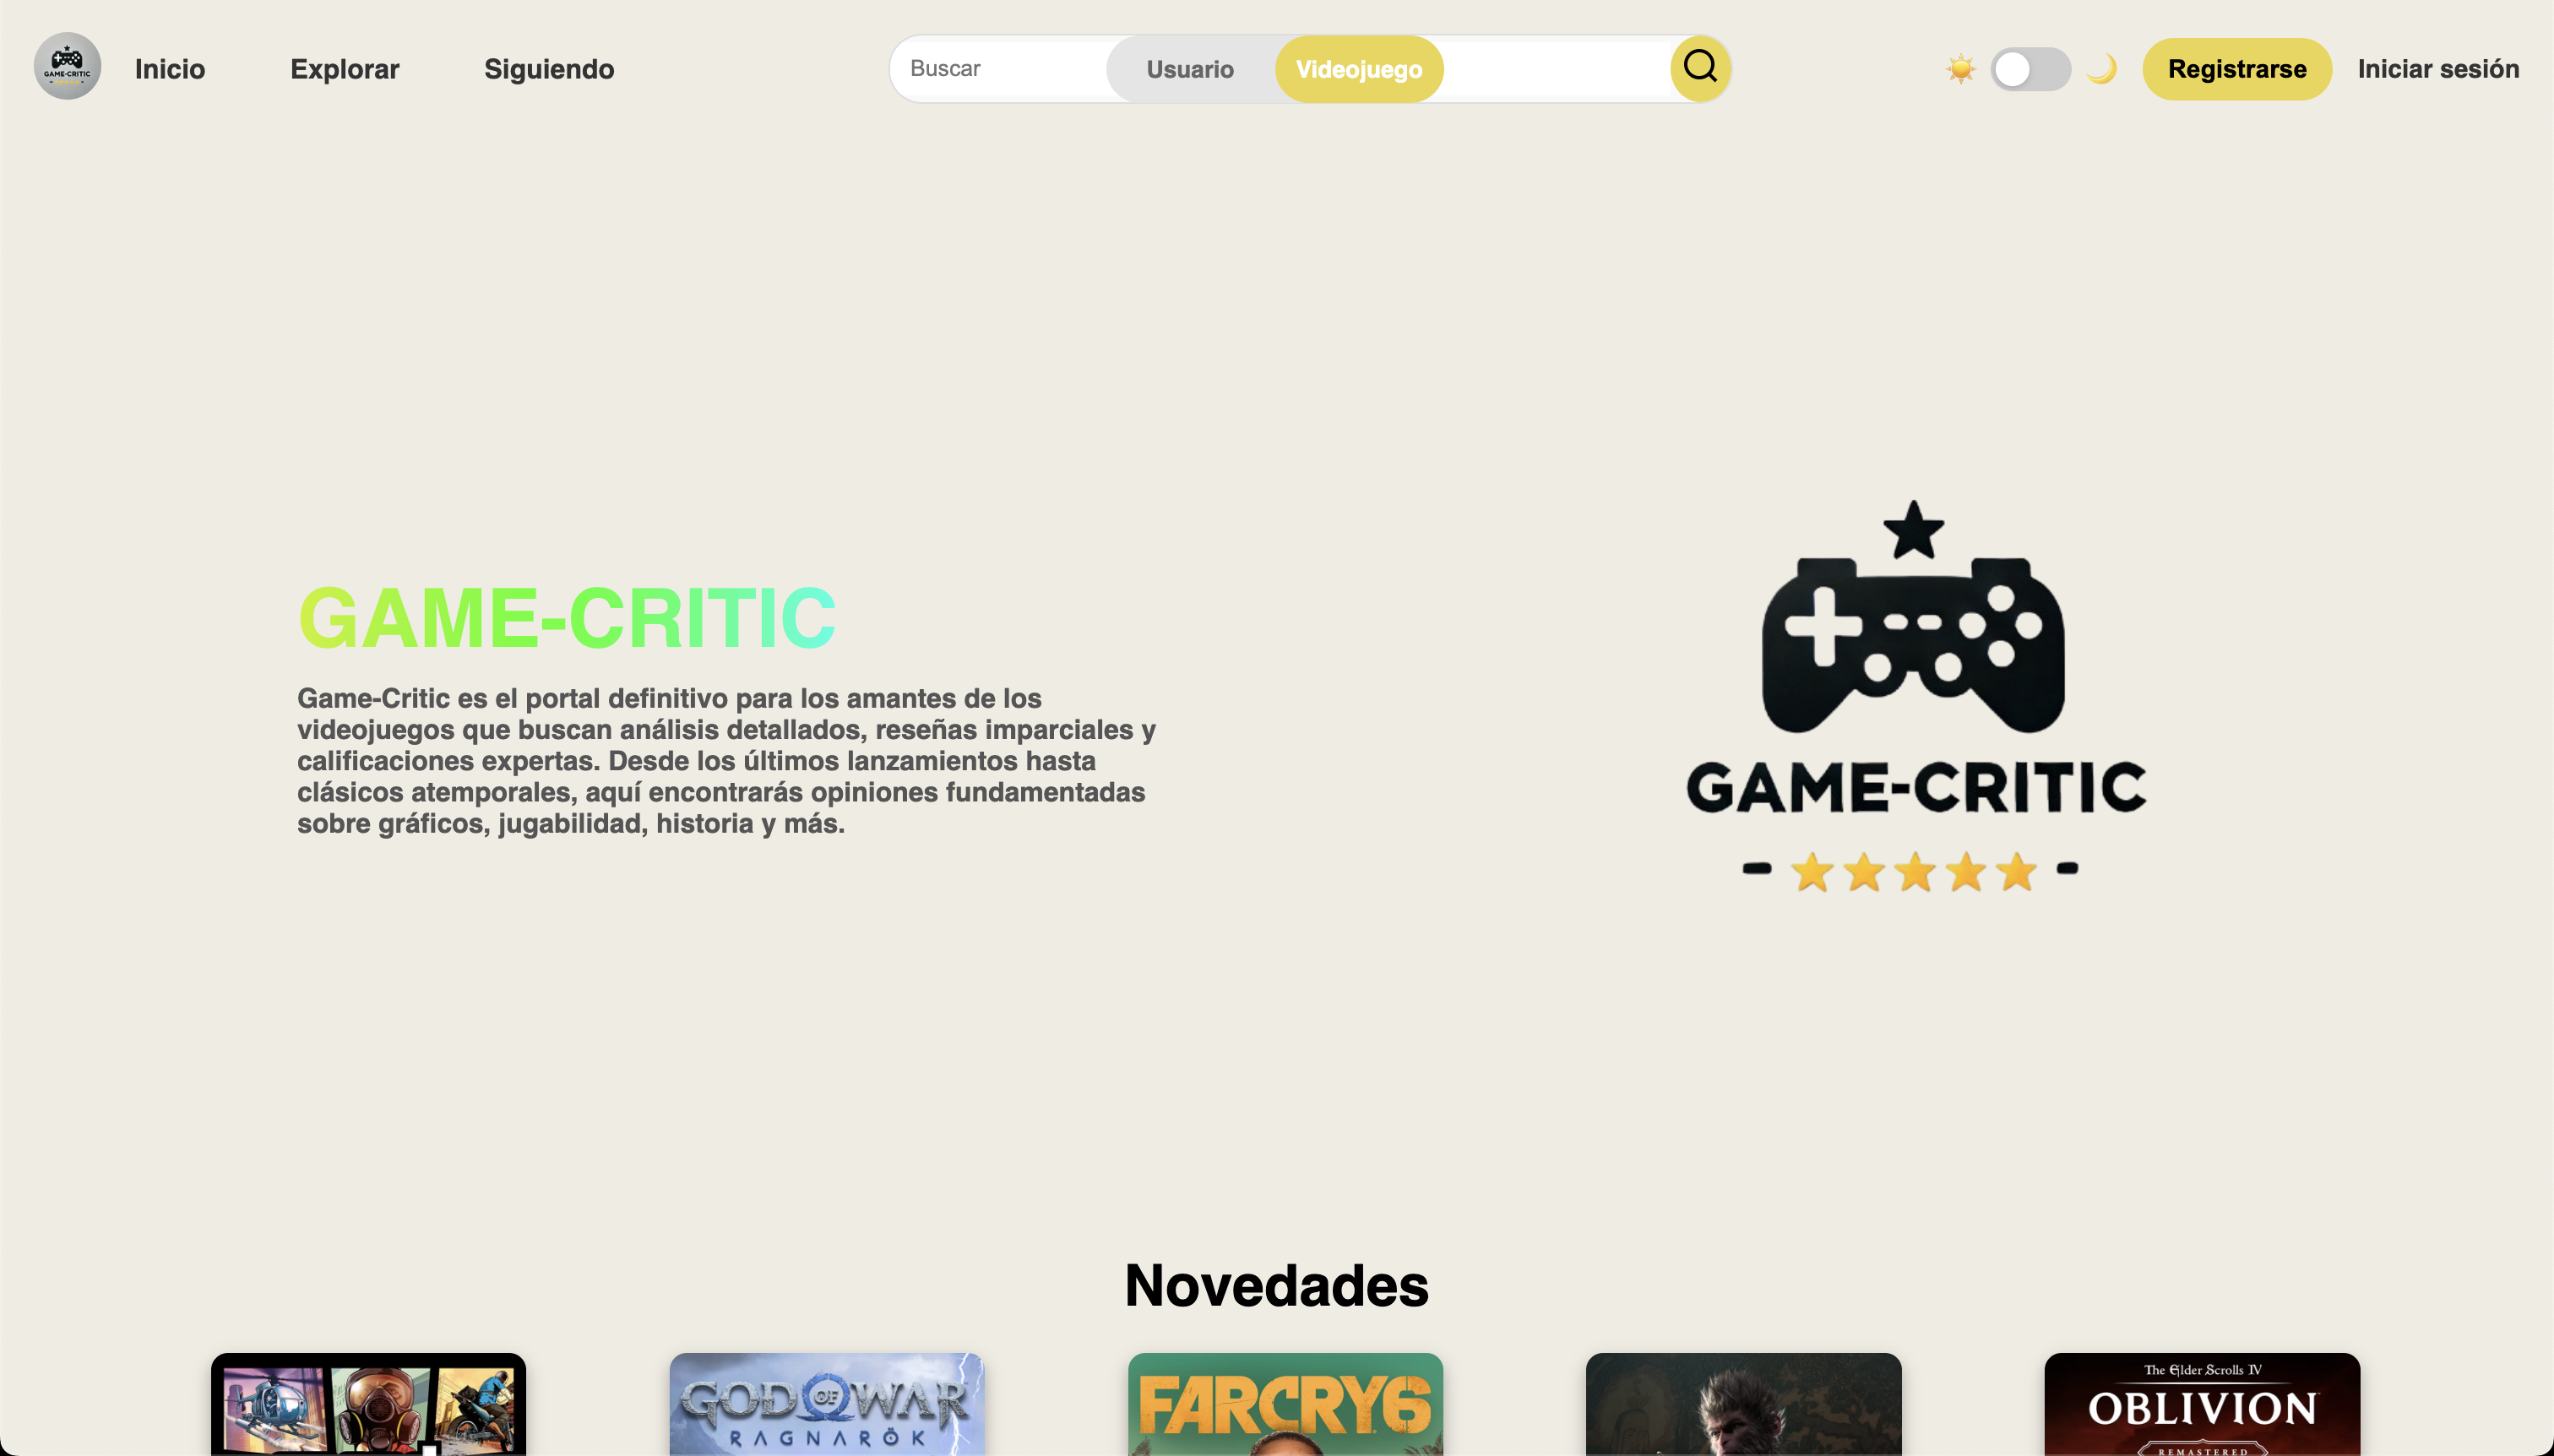 GAME-CRITIC
Inicio
Explorar
Siguiendo
Buscar
Usuario
Videojuego
Registrarse
Iniciar sesión
GAME-CRITIC
Game-Critic es el portal definitivo para los amantes de los
videojuegos que buscan análisis detallados, reseñas imparciales y
calificaciones expertas. Desde los últimos lanzamientos hasta
clásicos atemporales, aquí encontrarás opiniones fundamentadas
sobre gráficos, jugabilidad, historia y más.
GAME-CRITIC
Novedades
GOD OF WAR
RAGNARÖK
FARCRY6
The Elder Scrolls IV
OBLIVION
REMASTERED